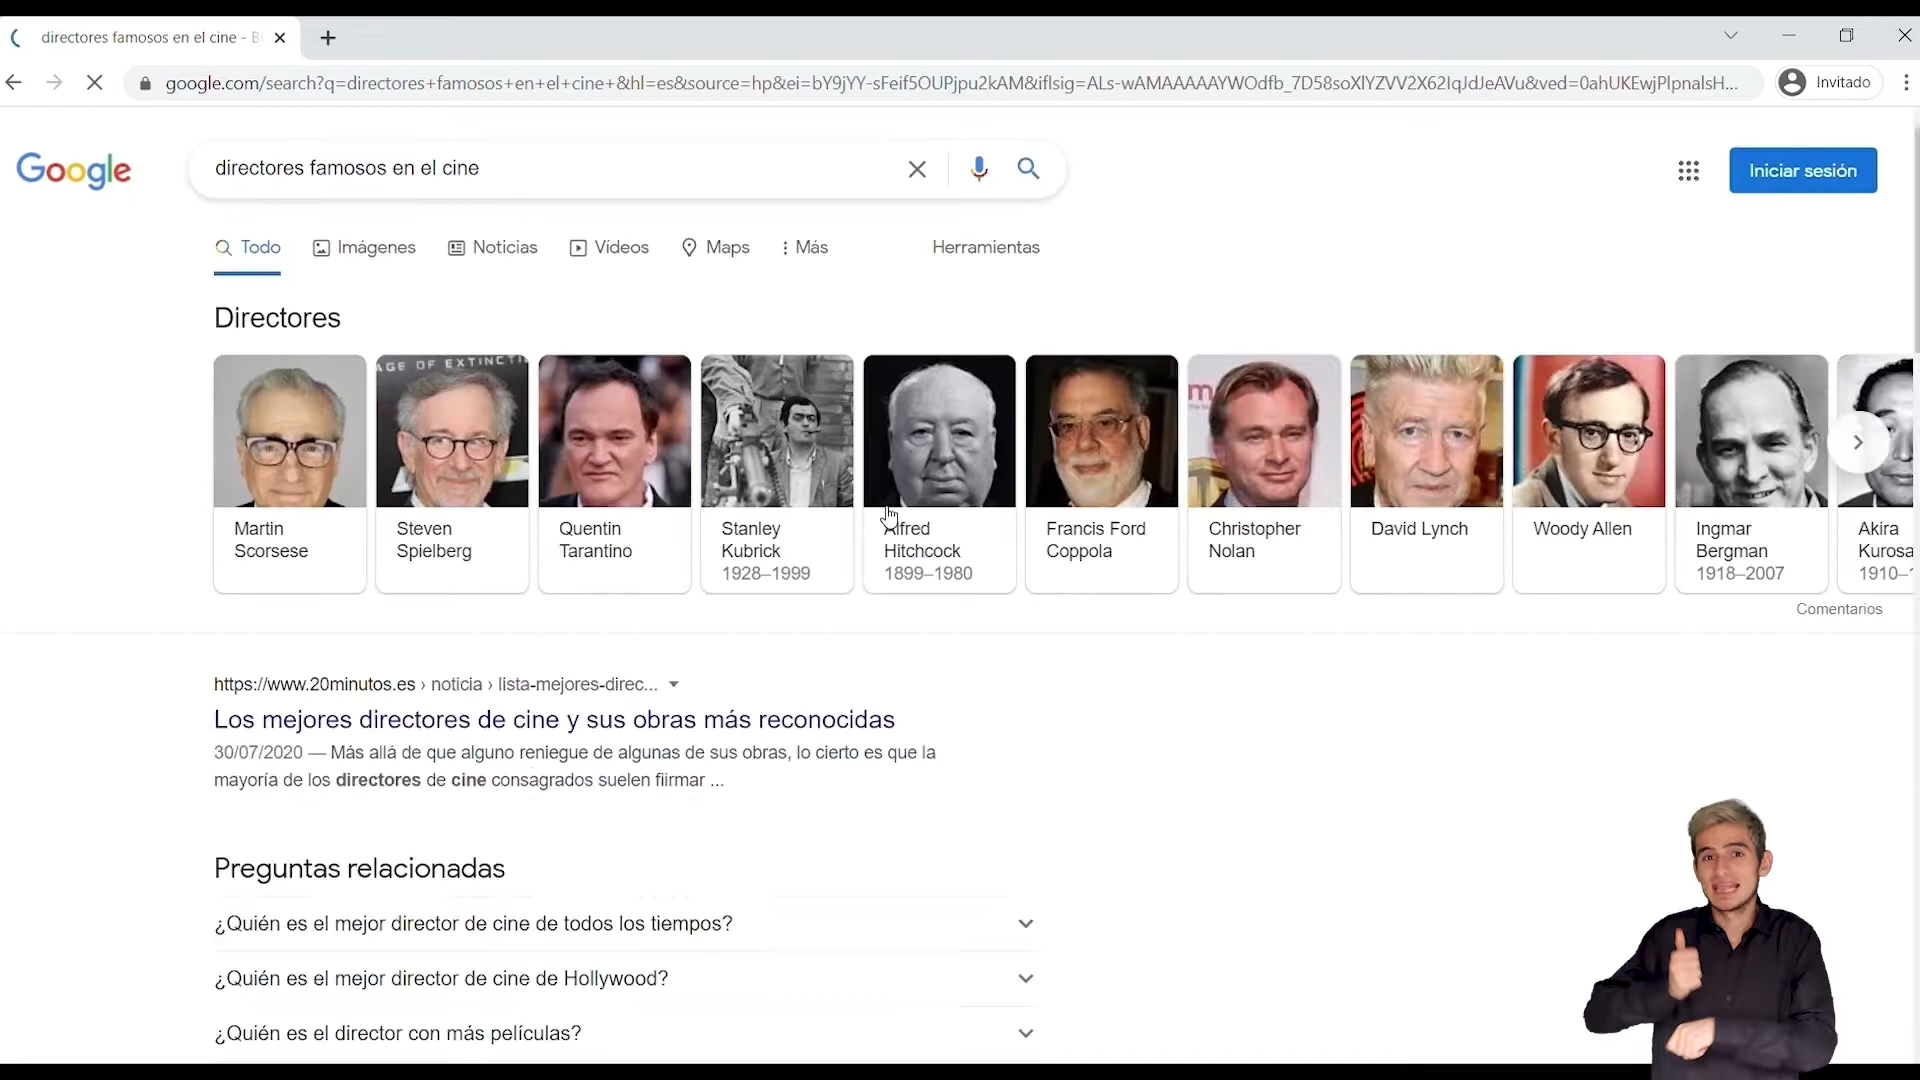 directores famosos en el cine - B
google.com/search?q=directores+famosos+en+el+cine+&hl=es&source=hp&ei=bY9jYY-sFeif5OUPjpu2kAM&iflsig=ALs-wAMAAAAAYWOdfb_7D58soXlYZVV2X62IqJdJeAVu&ved=0ahUKEwjPlpnalsH...
Invitado
Google
directores famosos en el cine
Iniciar sesión
Todo
Imágenes
Noticias
Vídeos
Maps
Más
Herramientas
Directores
AGE OF EXTINCTI
Martin
Scorsese
Steven
Spielberg
Quentin
Tarantino
Stanley
Kubrick
1928–1999
Alfred
Hitchcock
1899–1980
Francis Ford
Coppola
Christopher
Nolan
David Lynch
Woody Allen
Ingmar
Bergman
1918–2007
Akira
Kurosa
1910–1
Comentarios
https://www.20minutos.es › noticia › lista-mejores-direc...
Los mejores directores de cine y sus obras más reconocidas
30/07/2020 — Más allá de que alguno reniegue de algunas de sus obras, lo cierto es que la
mayoría de los directores de cine consagrados suelen fiirmar ...
Preguntas relacionadas
¿Quién es el mejor director de cine de todos los tiempos?
¿Quién es el mejor director de cine de Hollywood?
¿Quién es el director con más películas?